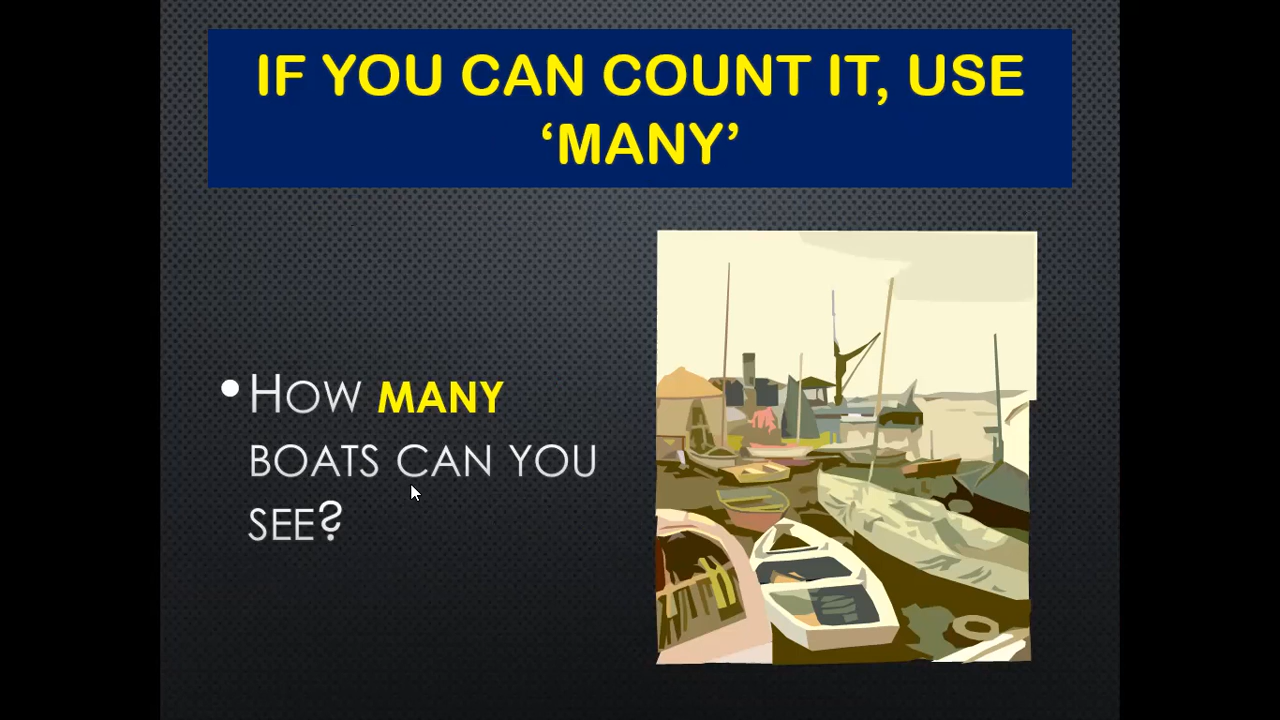 IF YOU CAN COUNT IT, USE
‘MANY’
• HOW MANY
BOATS CAN YOU
SEE?